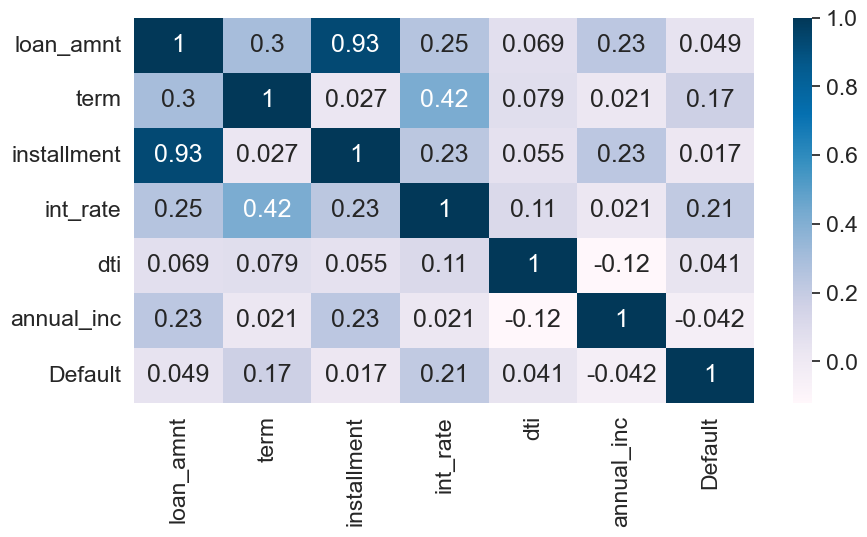 loan_amnt 1 0.3 0.93 0.25 0.069 0.23 0.049
term 0.3 1 0.027 0.42 0.079 0.021 0.17
installment 0.93 0.027 1 0.23 0.055 0.23 0.017
int_rate 0.25 0.42 0.23 1 0.11 0.021 0.21
dti 0.069 0.079 0.055 0.11 1 -0.12 0.041
annual_inc 0.23 0.021 0.23 0.021 -0.12 1 -0.042
Default 0.049 0.17 0.017 0.21 0.041 -0.042 1
loan_amnt
term
installment
int_rate
dti
annual_inc
Default
1.0
0.8
0.6
0.4
0.2
0.0